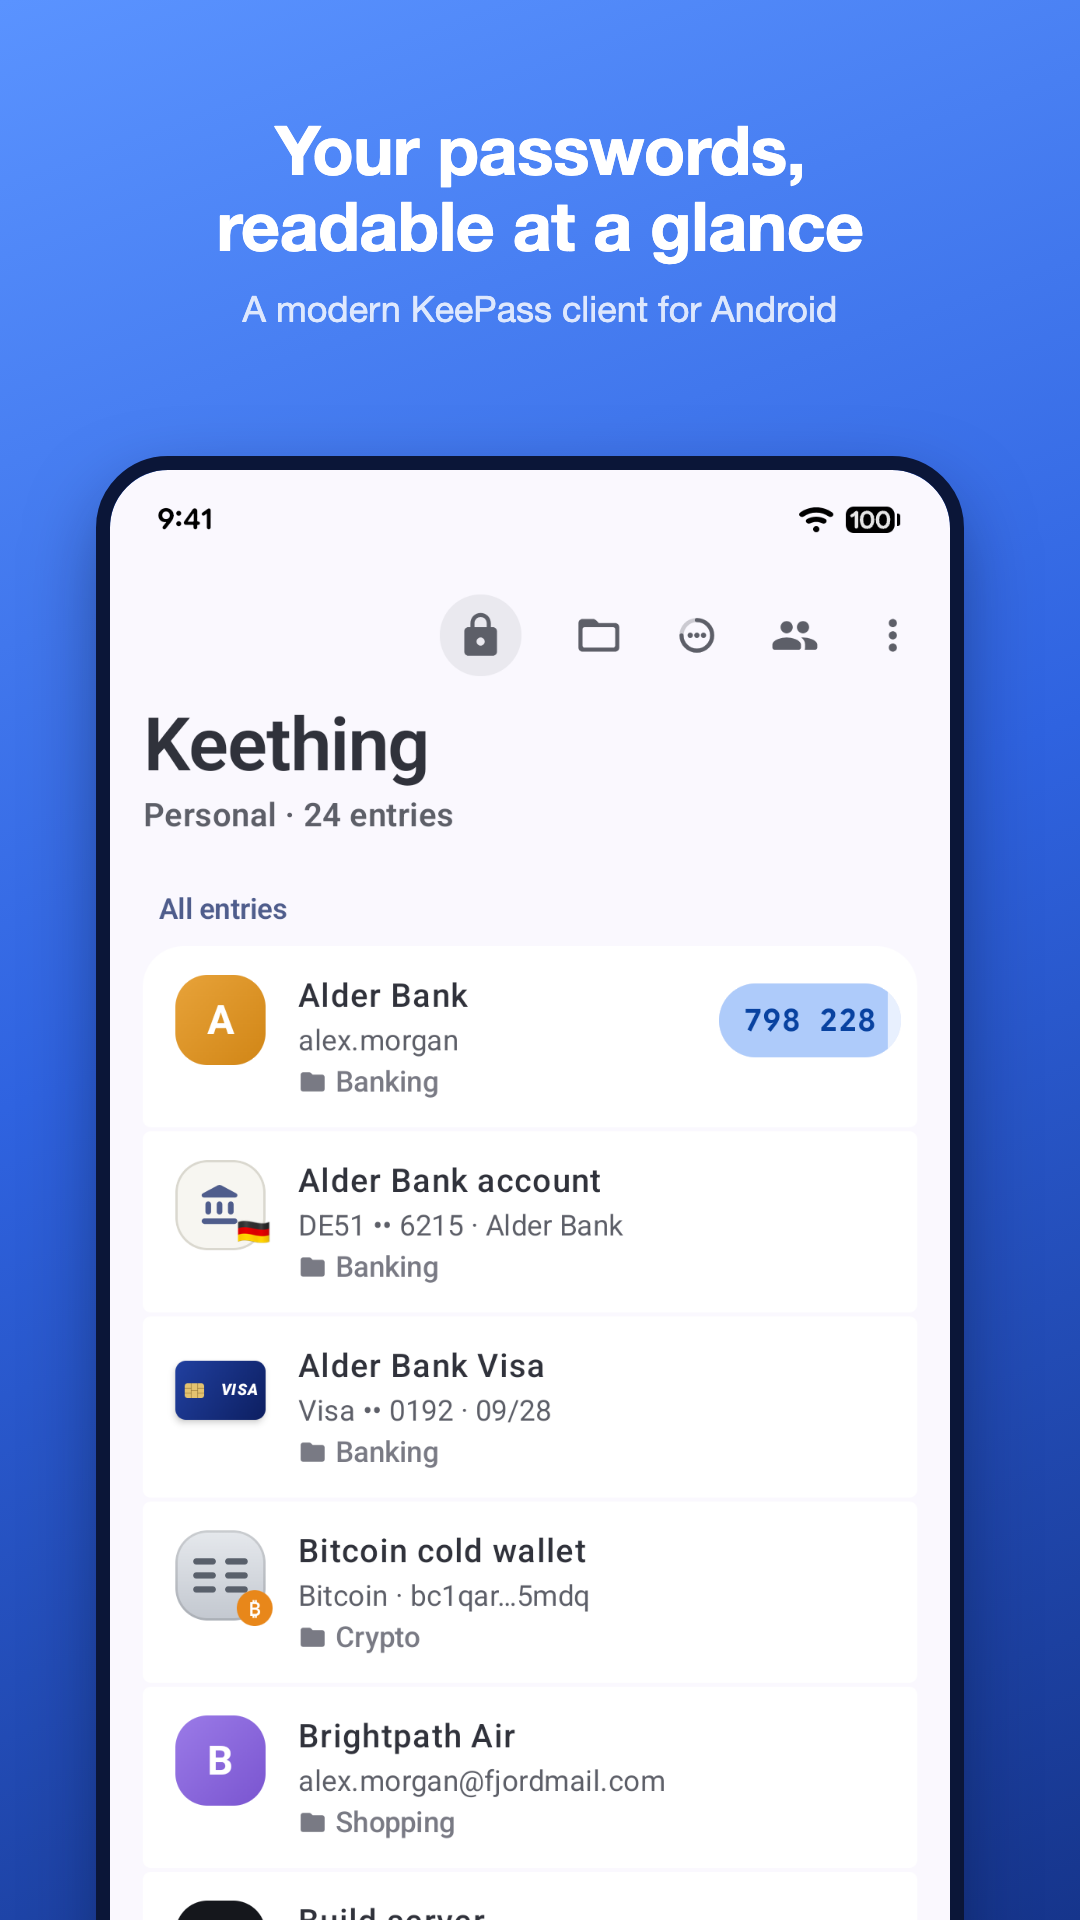 Your passwords,
readable at a glance
A modern KeePass client for Android
9:41
100
Keething
Personal · 24 entries
All entries
A
Alder Bank
798 228
alex.morgan
Banking
Alder Bank account
DE51 •• 6215 · Alder Bank
Banking
VISA
Alder Bank Visa
Visa •• 0192 · 09/28
Banking
Bitcoin cold wallet
Bitcoin · bc1qar…5mdq
Crypto
B
Brightpath Air
alex.morgan@fjordmail.com
Shopping
Build server